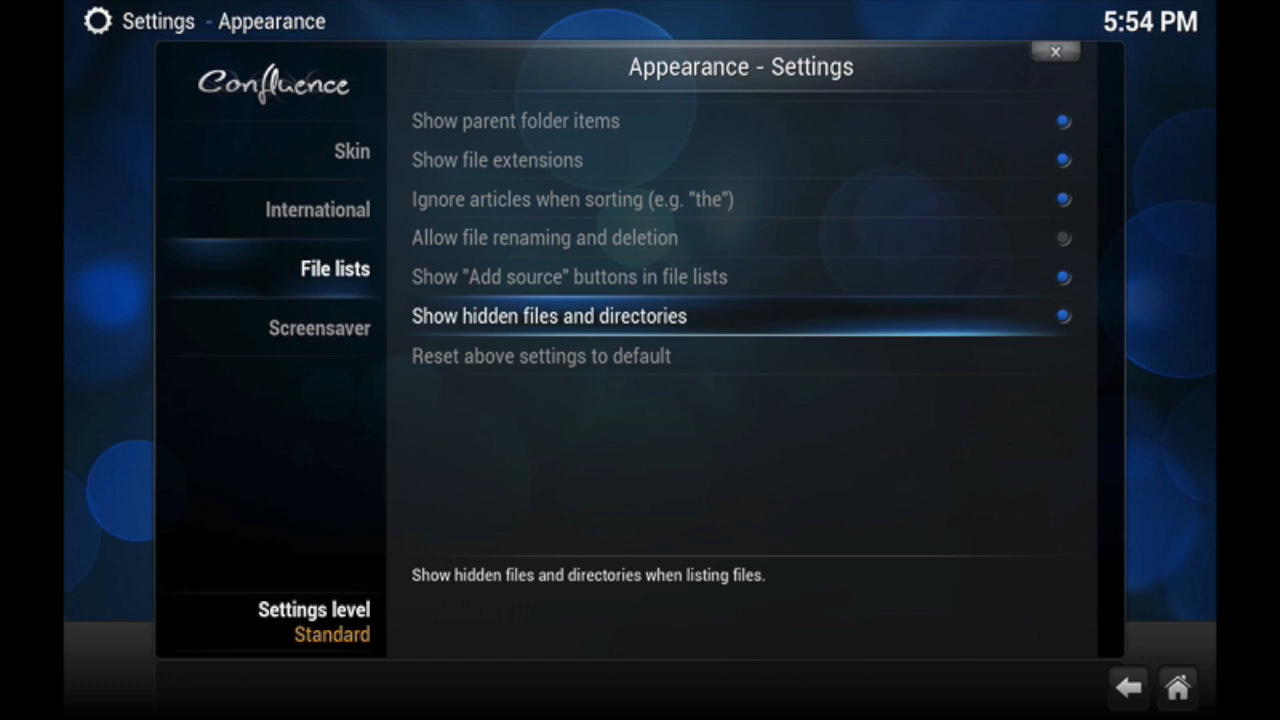 Settings - Appearance
5:54 PM
Confluence
Appearance - Settings
x
Skin
International
File lists
Screensaver
Show parent folder items
Show file extensions
Ignore articles when sorting (e.g. "the")
Allow file renaming and deletion
Show "Add source" buttons in file lists
Show hidden files and directories
Reset above settings to default
Show hidden files and directories when listing files.
Settings level
Standard